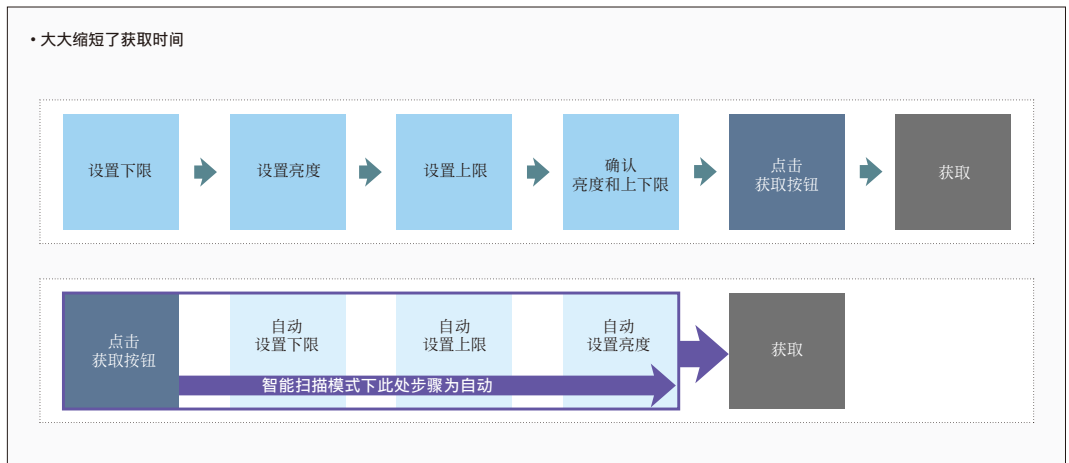 • 大大缩短了获取时间
设置下限
设置亮度
设置上限
确认
亮度和上下限
点击
获取按钮
获取
点击
获取按钮
自动
设置下限
自动
设置上限
自动
设置亮度
获取
智能扫描模式下此处步骤为自动